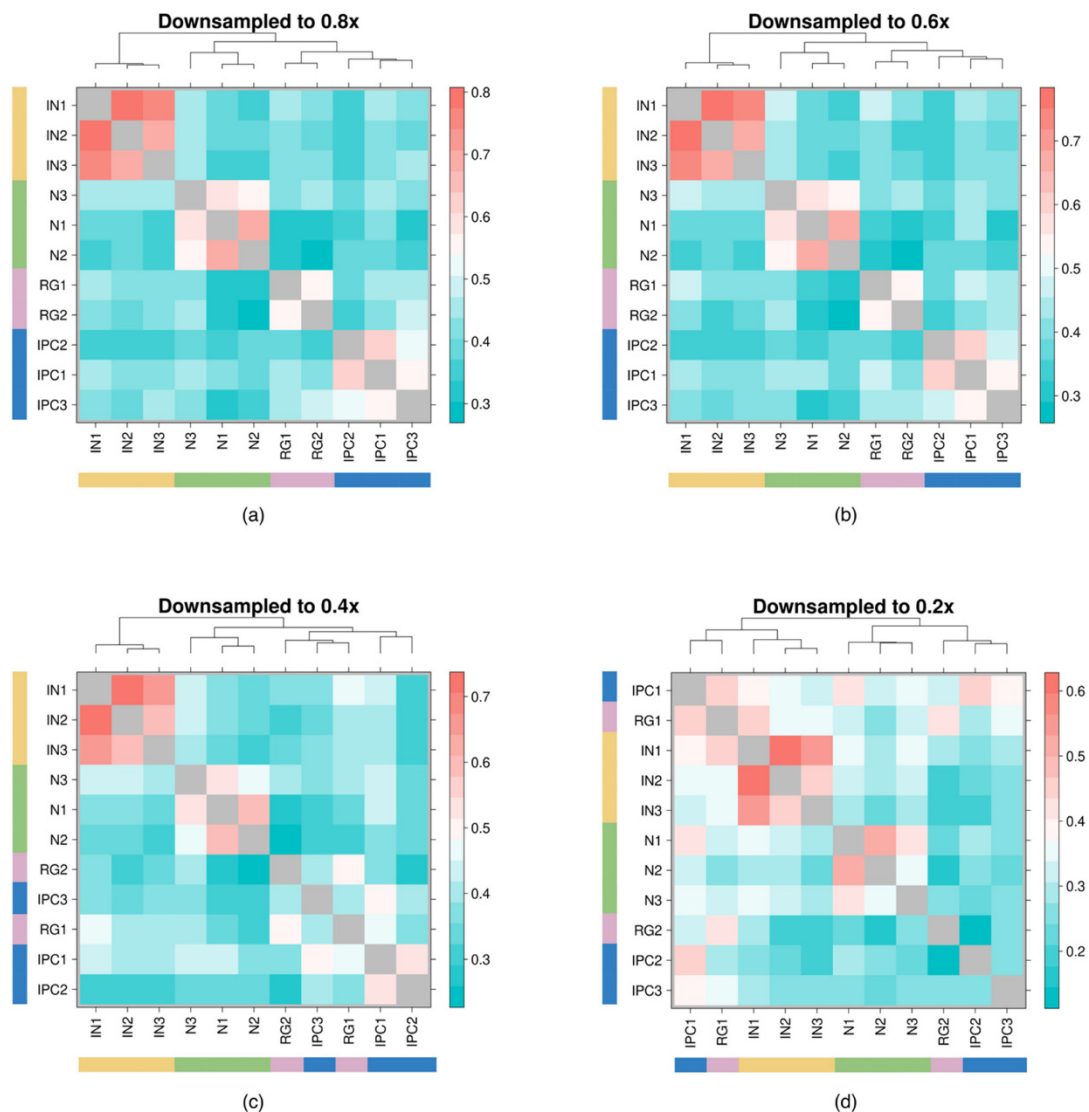 Downsampled to 0.8x
IN1
IN2
IN3
N3
N1
N2
RG1
RG2
IPC2
IPC1
IPC3
0.8
0.7
0.6
0.5
0.4
0.3
IN1
IN2
IN3
N3
N1
N2
RG1
RG2
IPC2
IPC1
IPC3
(a)
Downsampled to 0.6x
IN1
IN2
IN3
N3
N1
N2
RG1
RG2
IPC2
IPC1
IPC3
0.7
0.6
0.5
0.4
0.3
IN1
IN2
IN3
N3
N1
N2
RG1
RG2
IPC2
IPC1
IPC3
(b)
Downsampled to 0.4x
IN1
IN2
IN3
N3
N1
N2
RG2
IPC3
RG1
IPC1
IPC2
0.7
0.6
0.5
0.4
0.3
IN1
IN2
IN3
N3
N1
N2
RG2
IPC3
RG1
IPC1
IPC2
(c)
Downsampled to 0.2x
IPC1
RG1
IN1
IN2
IN3
N1
N2
N3
RG2
IPC2
IPC3
0.6
0.5
0.4
0.3
0.2
IPC1
RG1
IN1
IN2
IN3
N1
N2
N3
RG2
IPC2
IPC3
(d)